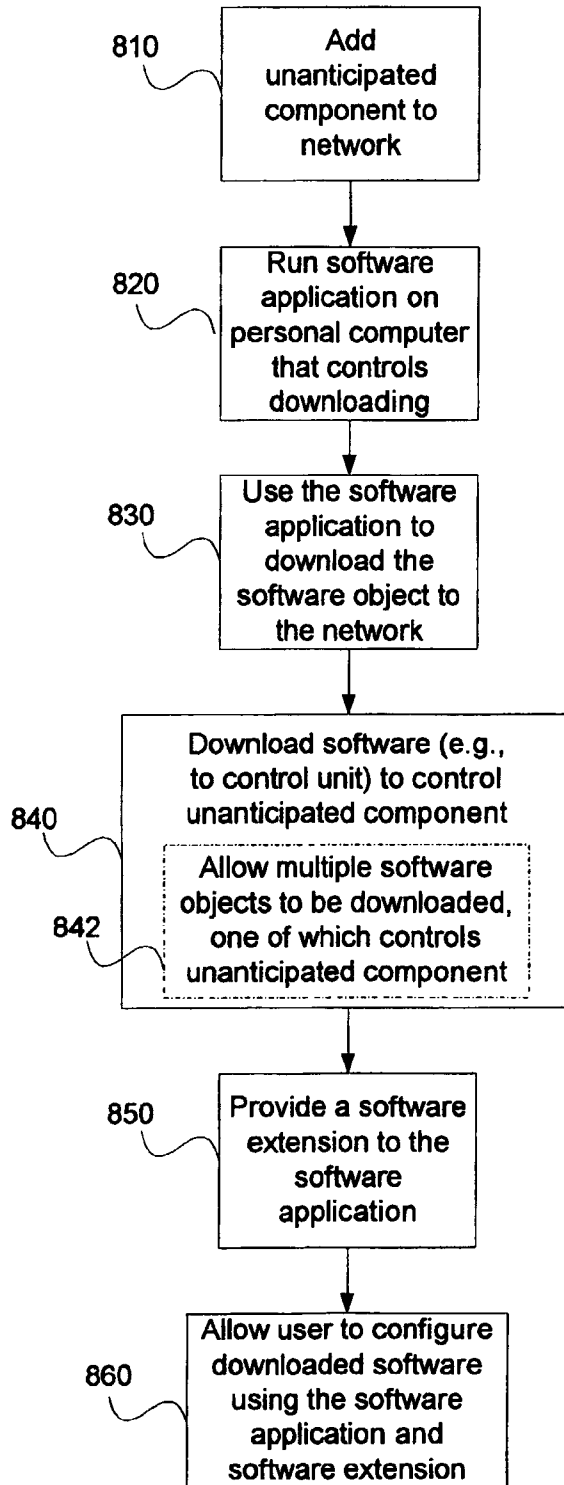 810
Add
unanticipated
component to
network
820
Run software
application on
personal computer
that controls
downloading
830
Use the software
application to
download the
software object to
the network
840
Download software (e.g.,
to control unit) to control
unanticipated component
842
Allow multiple software
objects to be downloaded,
one of which controls
unanticipated component
850
Provide a software
extension to the
software
application
860
Allow user to configure
downloaded software
using the software
application and
software extension